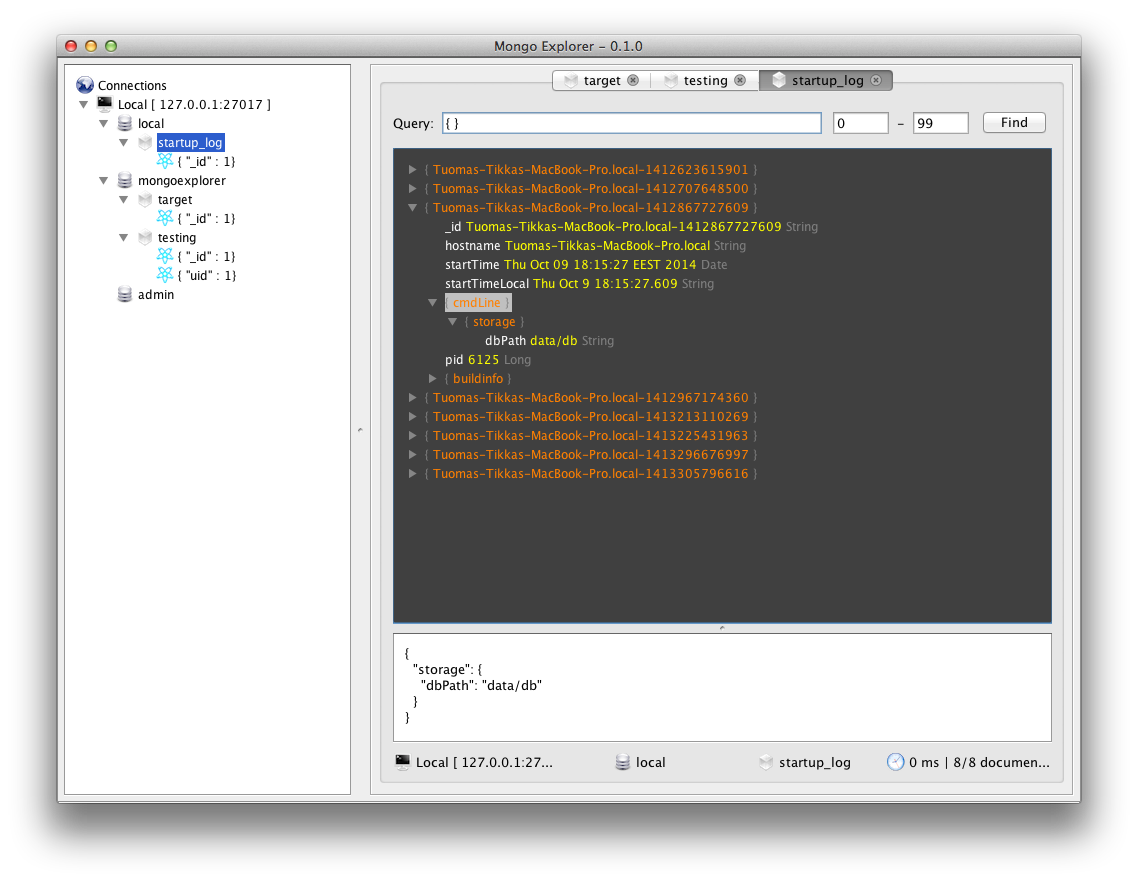 Mongo Explorer – 0.1.0
Connections
Local [ 127.0.0.1:27017 ]
local
startup_log
{ "_id" : 1}
mongoexplorer
target
{ "_id" : 1}
testing
{ "_id" : 1}
{ "uid" : 1}
admin
target testing startup_log
Query: { } 0 – 99 Find
{ Tuomas-Tikkas-MacBook-Pro.local-1412623615901 }
{ Tuomas-Tikkas-MacBook-Pro.local-1412707648500 }
{ Tuomas-Tikkas-MacBook-Pro.local-1412867727609 }
_id Tuomas-Tikkas-MacBook-Pro.local-1412867727609 String
hostname Tuomas-Tikkas-MacBook-Pro.local String
startTime Thu Oct 09 18:15:27 EEST 2014 Date
startTimeLocal Thu Oct 9 18:15:27.609 String
{ cmdLine }
{ storage }
dbPath data/db String
pid 6125 Long
{ buildinfo }
{ Tuomas-Tikkas-MacBook-Pro.local-1412967174360 }
{ Tuomas-Tikkas-MacBook-Pro.local-1413213110269 }
{ Tuomas-Tikkas-MacBook-Pro.local-1413225431963 }
{ Tuomas-Tikkas-MacBook-Pro.local-1413296676997 }
{ Tuomas-Tikkas-MacBook-Pro.local-1413305796616 }
{
"storage": {
"dbPath": "data/db"
}
}
Local [ 127.0.0.1:27... local startup_log 0 ms | 8/8 documen...